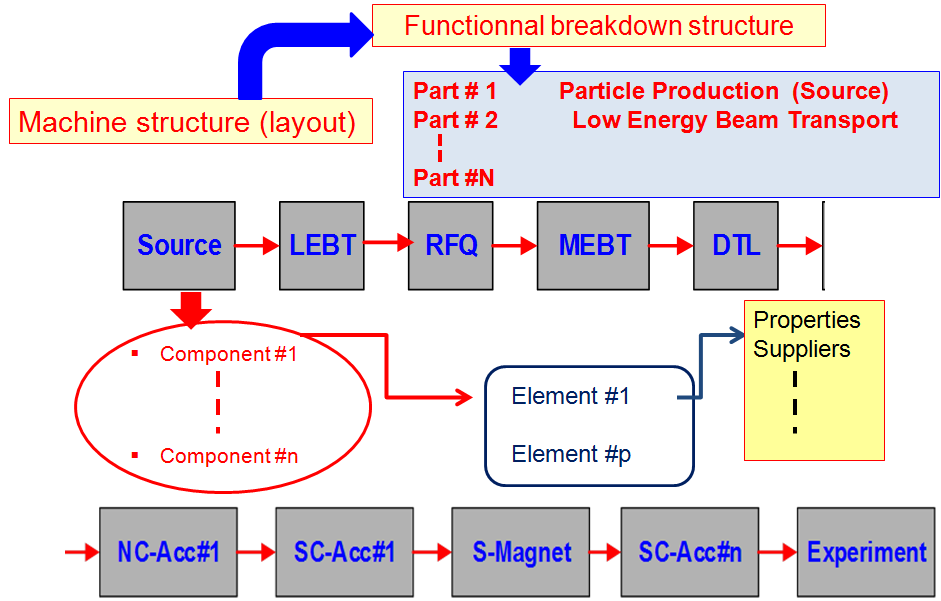 Functionnal breakdown structure
Machine structure (layout)
Part # 1 Particle Production (Source)
Part # 2 Low Energy Beam Transport
Part #N
Source LEBT RFQ MEBT DTL
Properties
Suppliers
▪ Component #1
▪ Component #n
Element #1
Element #p
NC-Acc#1 SC-Acc#1 S-Magnet SC-Acc#n Experiment